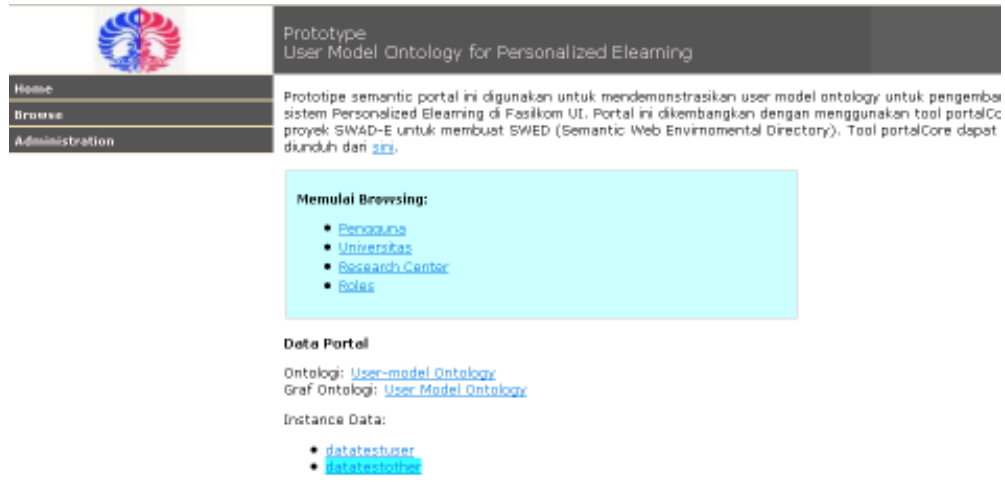 Prototype
User Model Ontology for Personalized Elearning
Home
Browse
Administration
Prototipe semantic portal ini digunakan untuk mendemonstrasikan user model ontology untuk pengembar
sistem Personalized Elearning di Fasilkom UI. Portal ini dikembangkan dengan menggunakan tool portalCo
proyek SWAD-E untuk membuat SWED (Semantic Web Envirnomental Directory). Tool portalCore dapat
diunduh dari sini.
Memulai Browsing:
Pengguna
Universitas
Research Center
Roles
Data Portal
Ontologi: User-model Ontology
Graf Ontologi: User Model Ontology
Instance Data:
datatestuser
datatestother